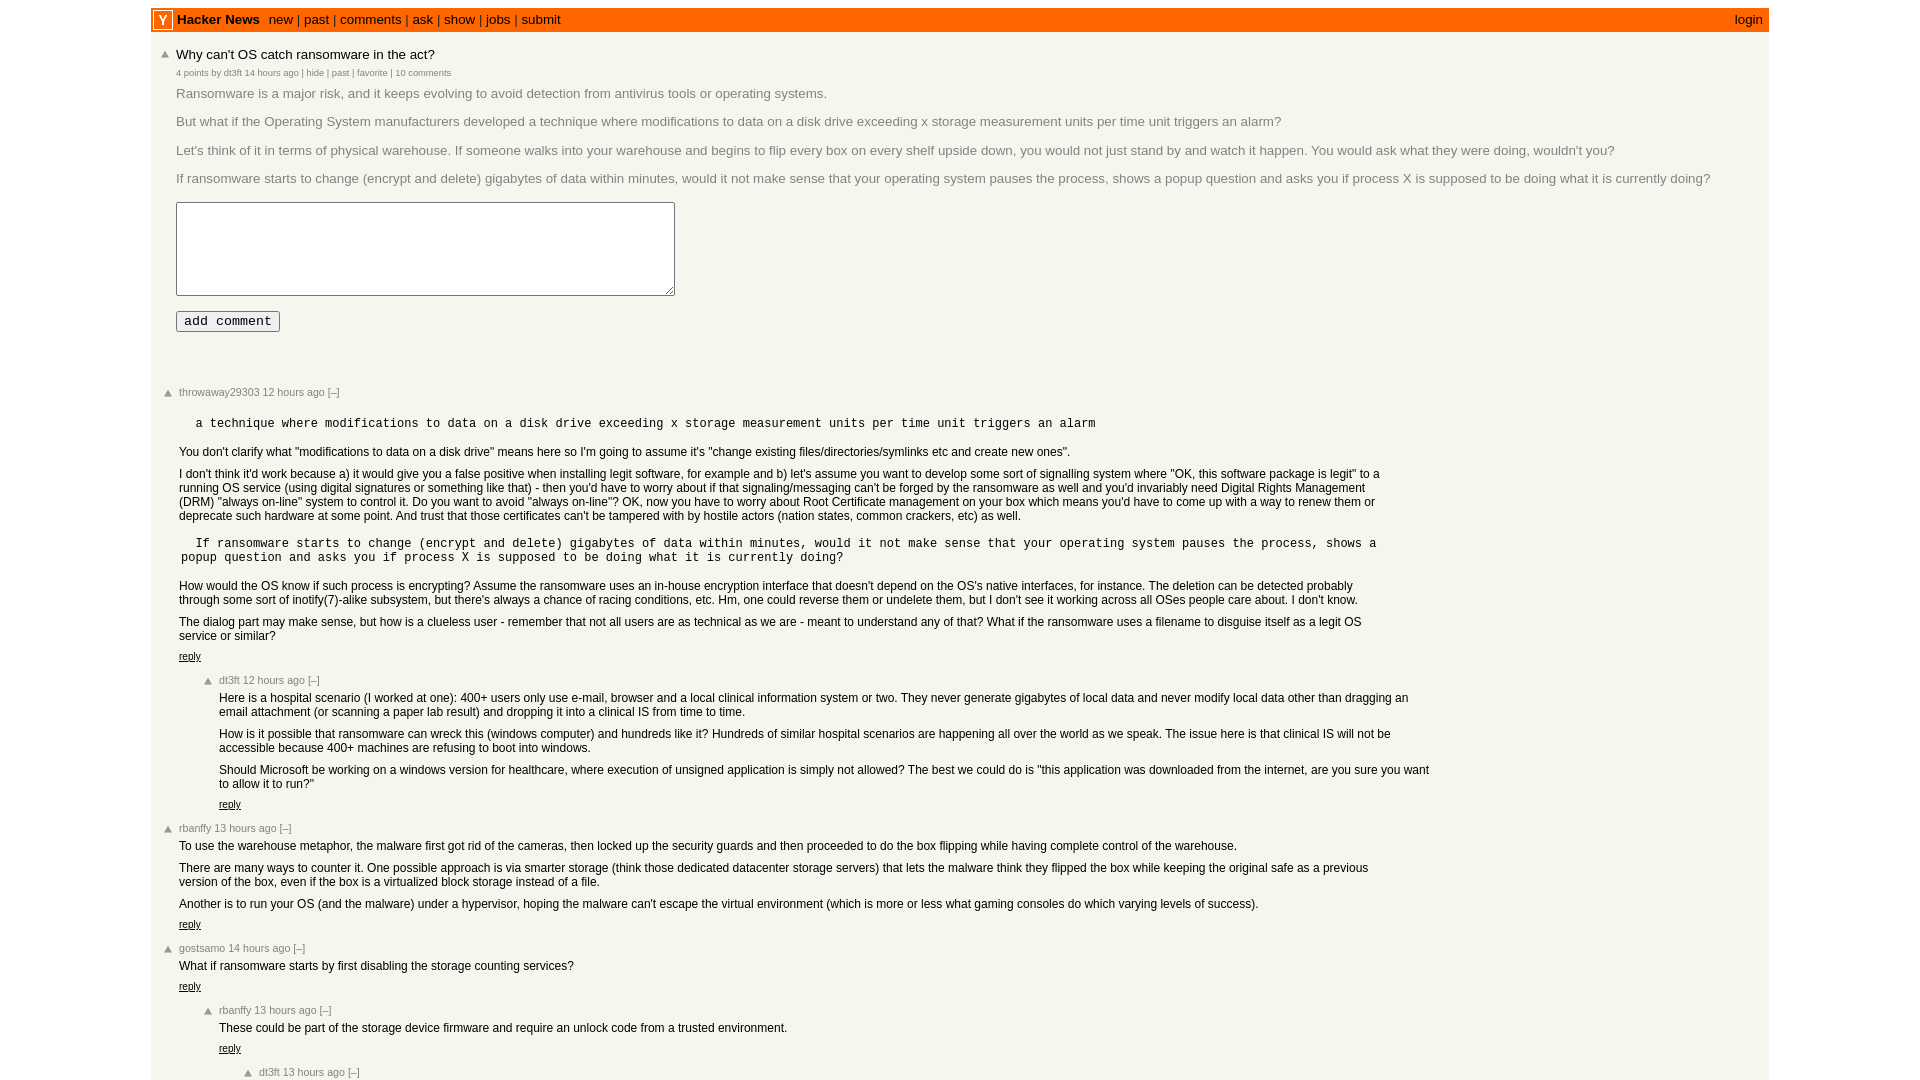 Y Hacker News new | past | comments | ask | show | jobs | submit login
Why can't OS catch ransomware in the act?
4 points by dt3ft 14 hours ago | hide | past | favorite | 10 comments
Ransomware is a major risk, and it keeps evolving to avoid detection from antivirus tools or operating systems.
But what if the Operating System manufacturers developed a technique where modifications to data on a disk drive exceeding x storage measurement units per time unit triggers an alarm?
Let's think of it in terms of physical warehouse. If someone walks into your warehouse and begins to flip every box on every shelf upside down, you would not just stand by and watch it happen. You would ask what they were doing, wouldn't you?
If ransomware starts to change (encrypt and delete) gigabytes of data within minutes, would it not make sense that your operating system pauses the process, shows a popup question and asks you if process X is supposed to be doing what it is currently doing?
add comment
throwaway29303 12 hours ago [–]
a technique where modifications to data on a disk drive exceeding x storage measurement units per time unit triggers an alarm
You don't clarify what "modifications to data on a disk drive" means here so I'm going to assume it's "change existing files/directories/symlinks etc and create new ones".
I don't think it'd work because a) it would give you a false positive when installing legit software, for example and b) let's assume you want to develop some sort of signalling system where "OK, this software package is legit" to a
running OS service (using digital signatures or something like that) - then you'd have to worry about if that signaling/messaging can't be forged by the ransomware as well and you'd invariably need Digital Rights Management
(DRM) "always on-line" system to control it. Do you want to avoid "always on-line"? OK, now you have to worry about Root Certificate management on your box which means you'd have to come up with a way to renew them or
deprecate such hardware at some point. And trust that those certificates can't be tampered with by hostile actors (nation states, common crackers, etc) as well.
If ransomware starts to change (encrypt and delete) gigabytes of data within minutes, would it not make sense that your operating system pauses the process, shows a
popup question and asks you if process X is supposed to be doing what it is currently doing?
How would the OS know if such process is encrypting? Assume the ransomware uses an in-house encryption interface that doesn't depend on the OS's native interfaces, for instance. The deletion can be detected probably
through some sort of inotify(7)-alike subsystem, but there's always a chance of racing conditions, etc. Hm, one could reverse them or undelete them, but I don't see it working across all OSes people care about. I don't know.
The dialog part may make sense, but how is a clueless user - remember that not all users are as technical as we are - meant to understand any of that? What if the ransomware uses a filename to disguise itself as a legit OS
service or similar?
reply
dt3ft 12 hours ago [–]
Here is a hospital scenario (I worked at one): 400+ users only use e-mail, browser and a local clinical information system or two. They never generate gigabytes of local data and never modify local data other than dragging an
email attachment (or scanning a paper lab result) and dropping it into a clinical IS from time to time.
How is it possible that ransomware can wreck this (windows computer) and hundreds like it? Hundreds of similar hospital scenarios are happening all over the world as we speak. The issue here is that clinical IS will not be
accessible because 400+ machines are refusing to boot into windows.
Should Microsoft be working on a windows version for healthcare, where execution of unsigned application is simply not allowed? The best we could do is "this application was downloaded from the internet, are you sure you want
to allow it to run?"
reply
rbanffy 13 hours ago [–]
To use the warehouse metaphor, the malware first got rid of the cameras, then locked up the security guards and then proceeded to do the box flipping while having complete control of the warehouse.
There are many ways to counter it. One possible approach is via smarter storage (think those dedicated datacenter storage servers) that lets the malware think they flipped the box while keeping the original safe as a previous
version of the box, even if the box is a virtualized block storage instead of a file.
Another is to run your OS (and the malware) under a hypervisor, hoping the malware can't escape the virtual environment (which is more or less what gaming consoles do which varying levels of success).
reply
gostsamo 14 hours ago [–]
What if ransomware starts by first disabling the storage counting services?
reply
rbanffy 13 hours ago [–]
These could be part of the storage device firmware and require an unlock code from a trusted environment.
reply
dt3ft 13 hours ago [–]